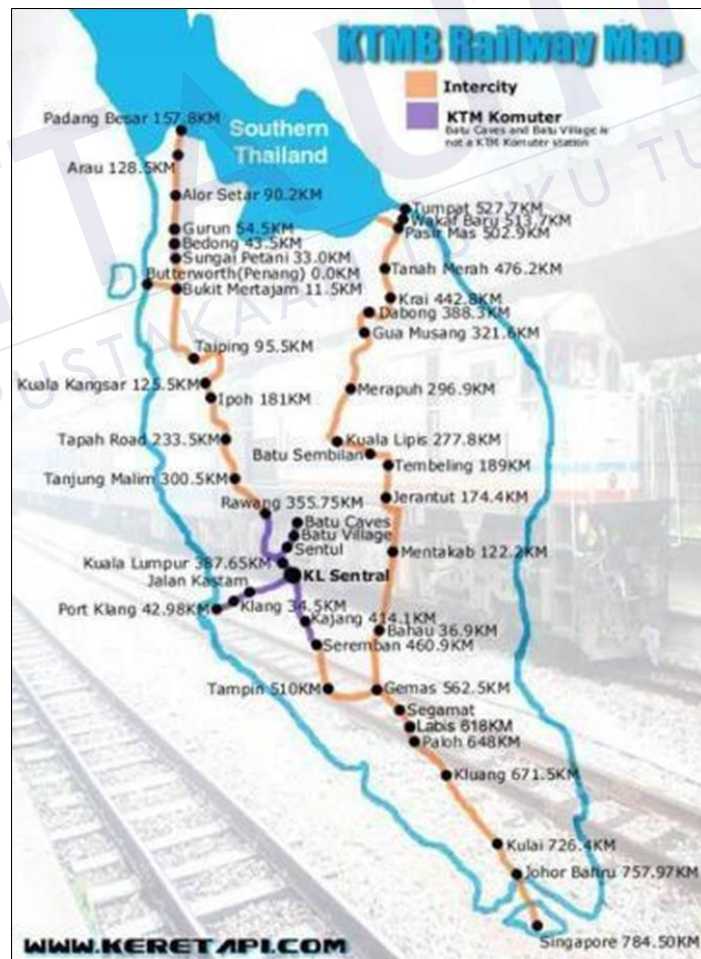 KTMB Railway Map
Intercity
KTM Komuter
Batu Caves and Batu Village is
not a KTM Komuter station
Southern
Thailand
Padang Besar 157.8KM
Arau 128.5KM
Alor Setar 90.2KM
Gurun 54.5KM
Bedong 43.5KM
Sungai Petani 33.0KM
Butterworth(Penang) 0.0KM
Bukit Mertajam 11.5KM
Taiping 95.5KM
Kuala Kangsar 125.5KM
Ipoh 181KM
Tapah Road 233.5KM
Tanjung Malim 300.5KM
Rawang 355.75KM
Batu Caves
Batu Village
Sentul
Kuala Lumpur 387.65KM
KL Sentral
Jalan Kastam
Klang 34.5KM
Port Klang 42.98KM
Kajang 414.1KM
Seremban 460.9KM
Tampin 510KM
Gemas 562.5KM
Tumpat 527.7KM
Wakaf Baru 513.7KM
Pasir Mas 502.9KM
Tanah Merah 476.2KM
Krai 442.8KM
Dabong 388.3KM
Gua Musang 321.6KM
Merapuh 296.9KM
Kuala Lipis 277.8KM
Batu Sembilan
Tembeling 189KM
Jerantut 174.4KM
Mentakab 122.2KM
Bahau 36.9KM
Segamat
Labis 618KM
Paloh 648KM
Kluang 671.5KM
Kulai 726.4KM
Johor Bahru 757.97KM
Singapore 784.50KM
WWW.KERETAPI.COM